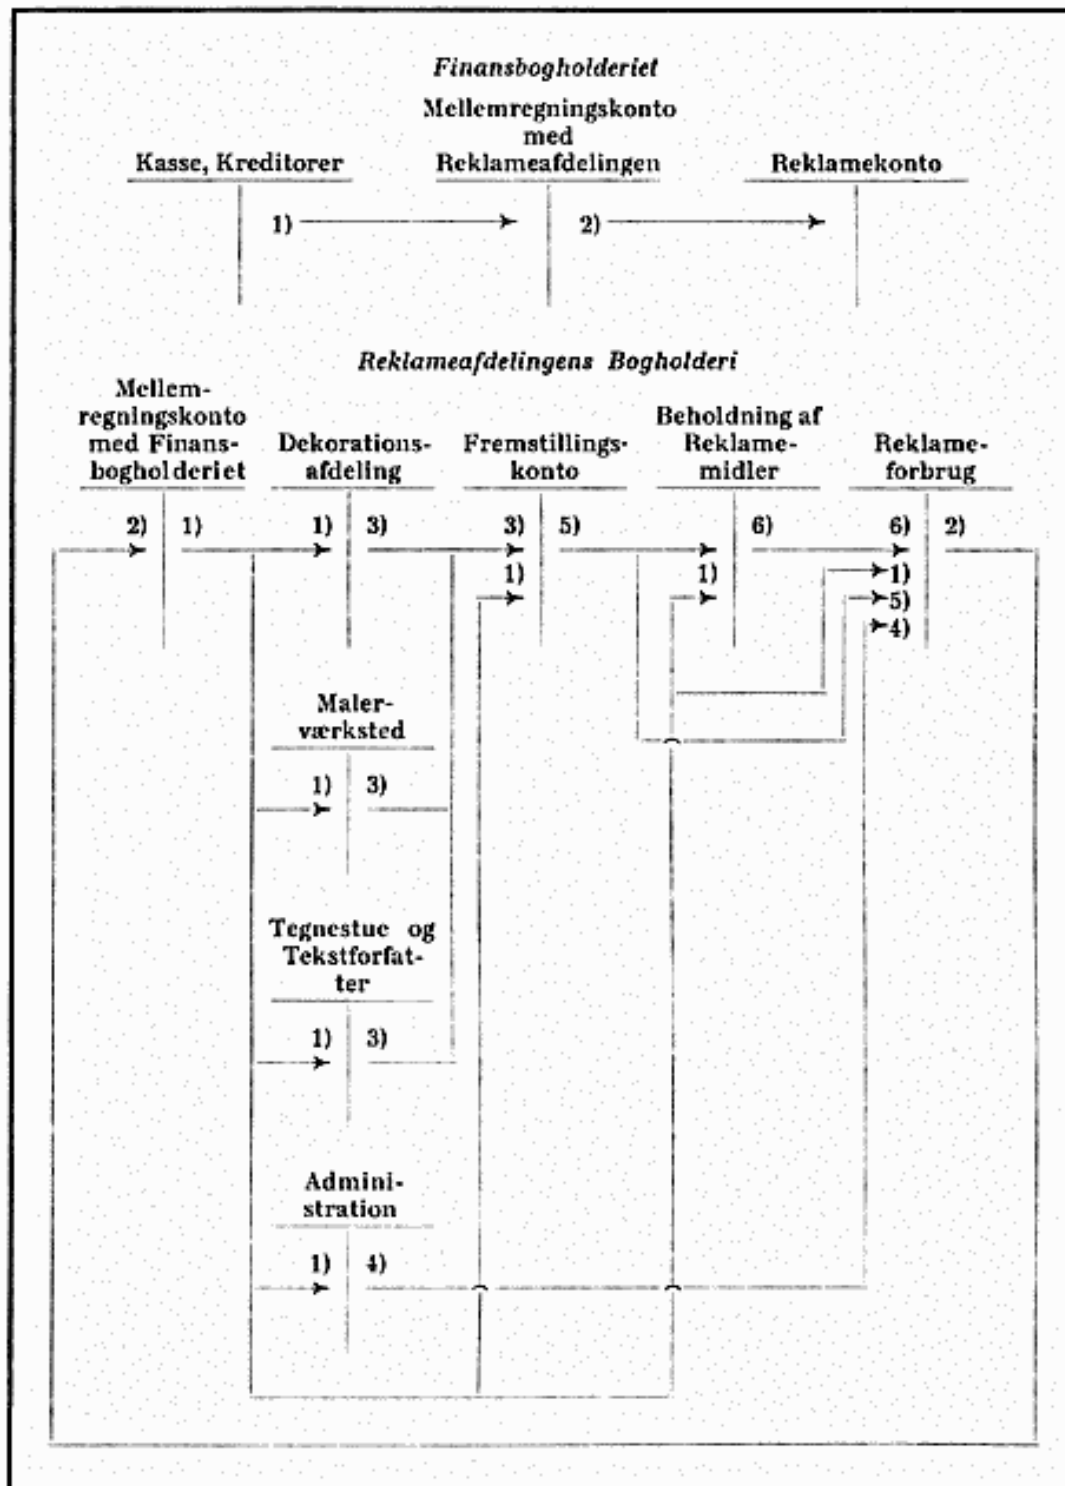 Finansbogholderiet
Mellemregningskonto
med
Kasse, Kreditorer Reklameafdelingen Reklamekonto
1) 2)
Reklameafdelingens Bogholderi
Mellem-
regningskonto
med Finans-
bogholderiet
Dekorations-
afdeling
Fremstillings-
konto
Beholdning af
Reklame-
midler
Reklame-
forbrug
2) 1) 1) 3) 3) 5) 6) 6) 2)
1) 1) 1)
5)
4)
Maler-
værksted
1) 3)
Tegnestue og
Tekstforfat-
ter
1) 3)
Admini-
stration
1) 4)